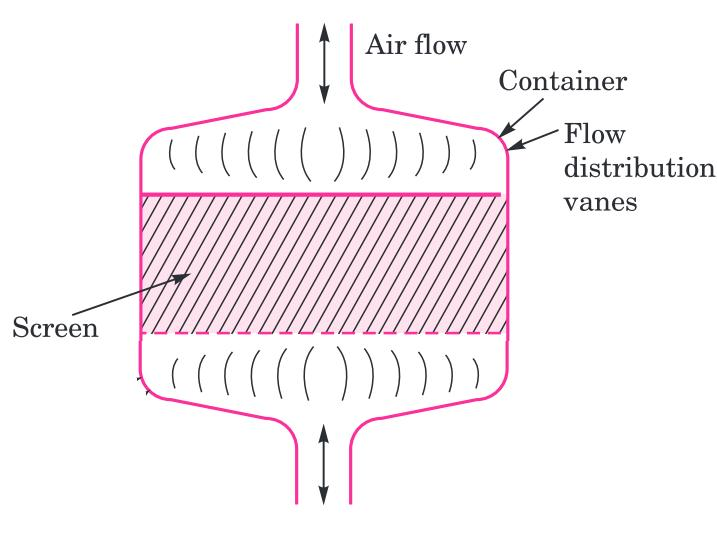 Air flow
Container
Flow
distribution
vanes
Screen